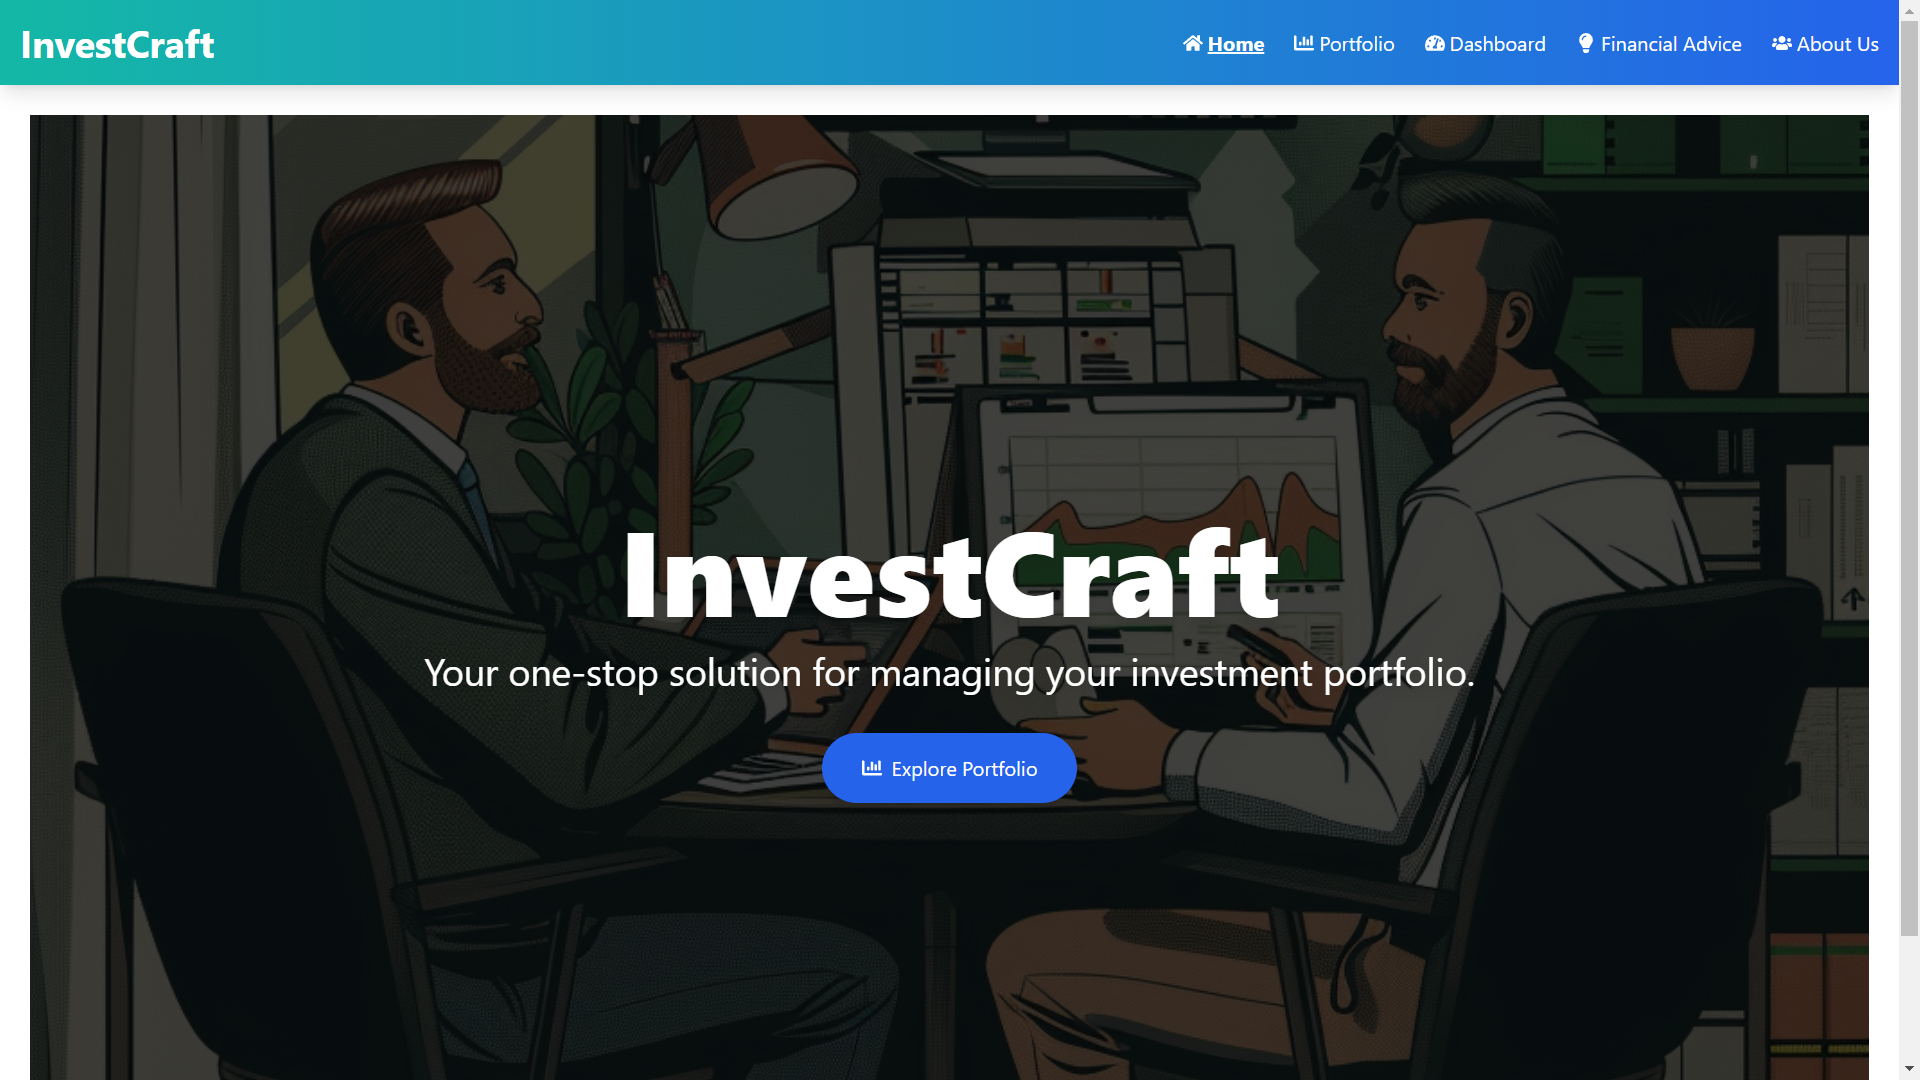 InvestCraft
Home
Portfolio
Dashboard
Financial Advice
About Us
InvestCraft
Your one-stop solution for managing your investment portfolio.
Explore Portfolio